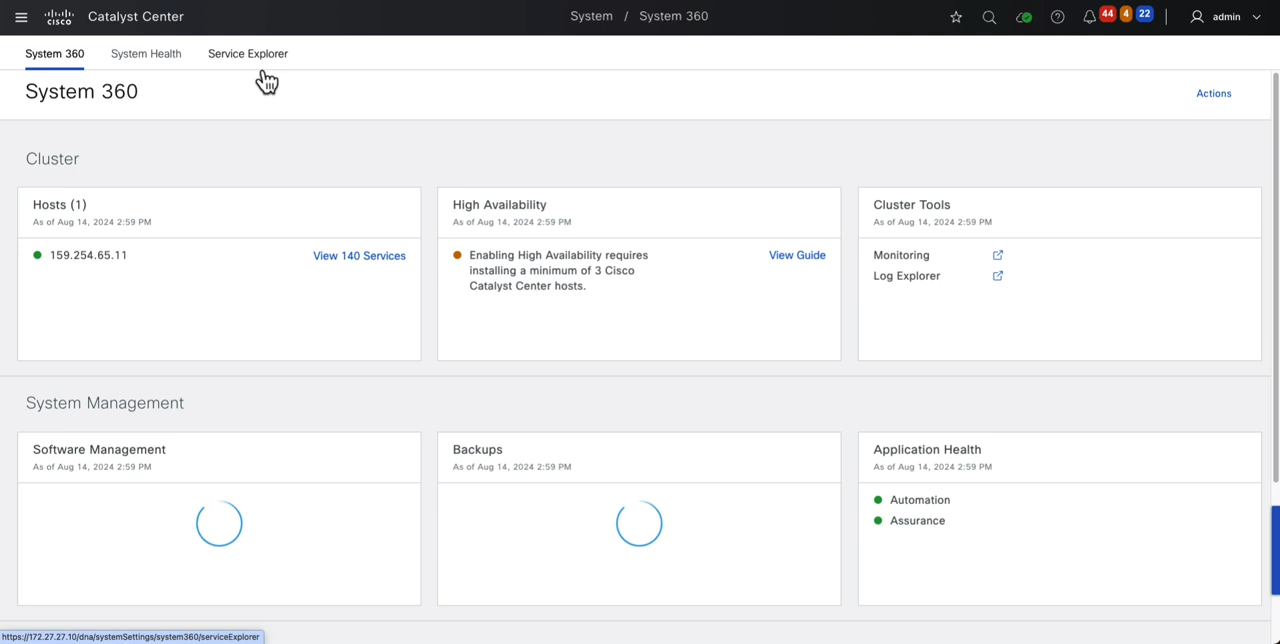 cisco Catalyst Center
System / System 360
44 4 22
admin
System 360 System Health Service Explorer
System 360
Actions
Cluster
Hosts (1)
As of Aug 14, 2024 2:59 PM
159.254.65.11
View 140 Services
High Availability
As of Aug 14, 2024 2:59 PM
Enabling High Availability requires
installing a minimum of 3 Cisco
Catalyst Center hosts.
View Guide
Cluster Tools
As of Aug 14, 2024 2:59 PM
Monitoring
Log Explorer
System Management
Software Management
As of Aug 14, 2024 2:59 PM
Backups
As of Aug 14, 2024 2:59 PM
Application Health
As of Aug 14, 2024 2:59 PM
Automation
Assurance
https://172.27.27.10/dna/systemSettings/system360/serviceExplorer